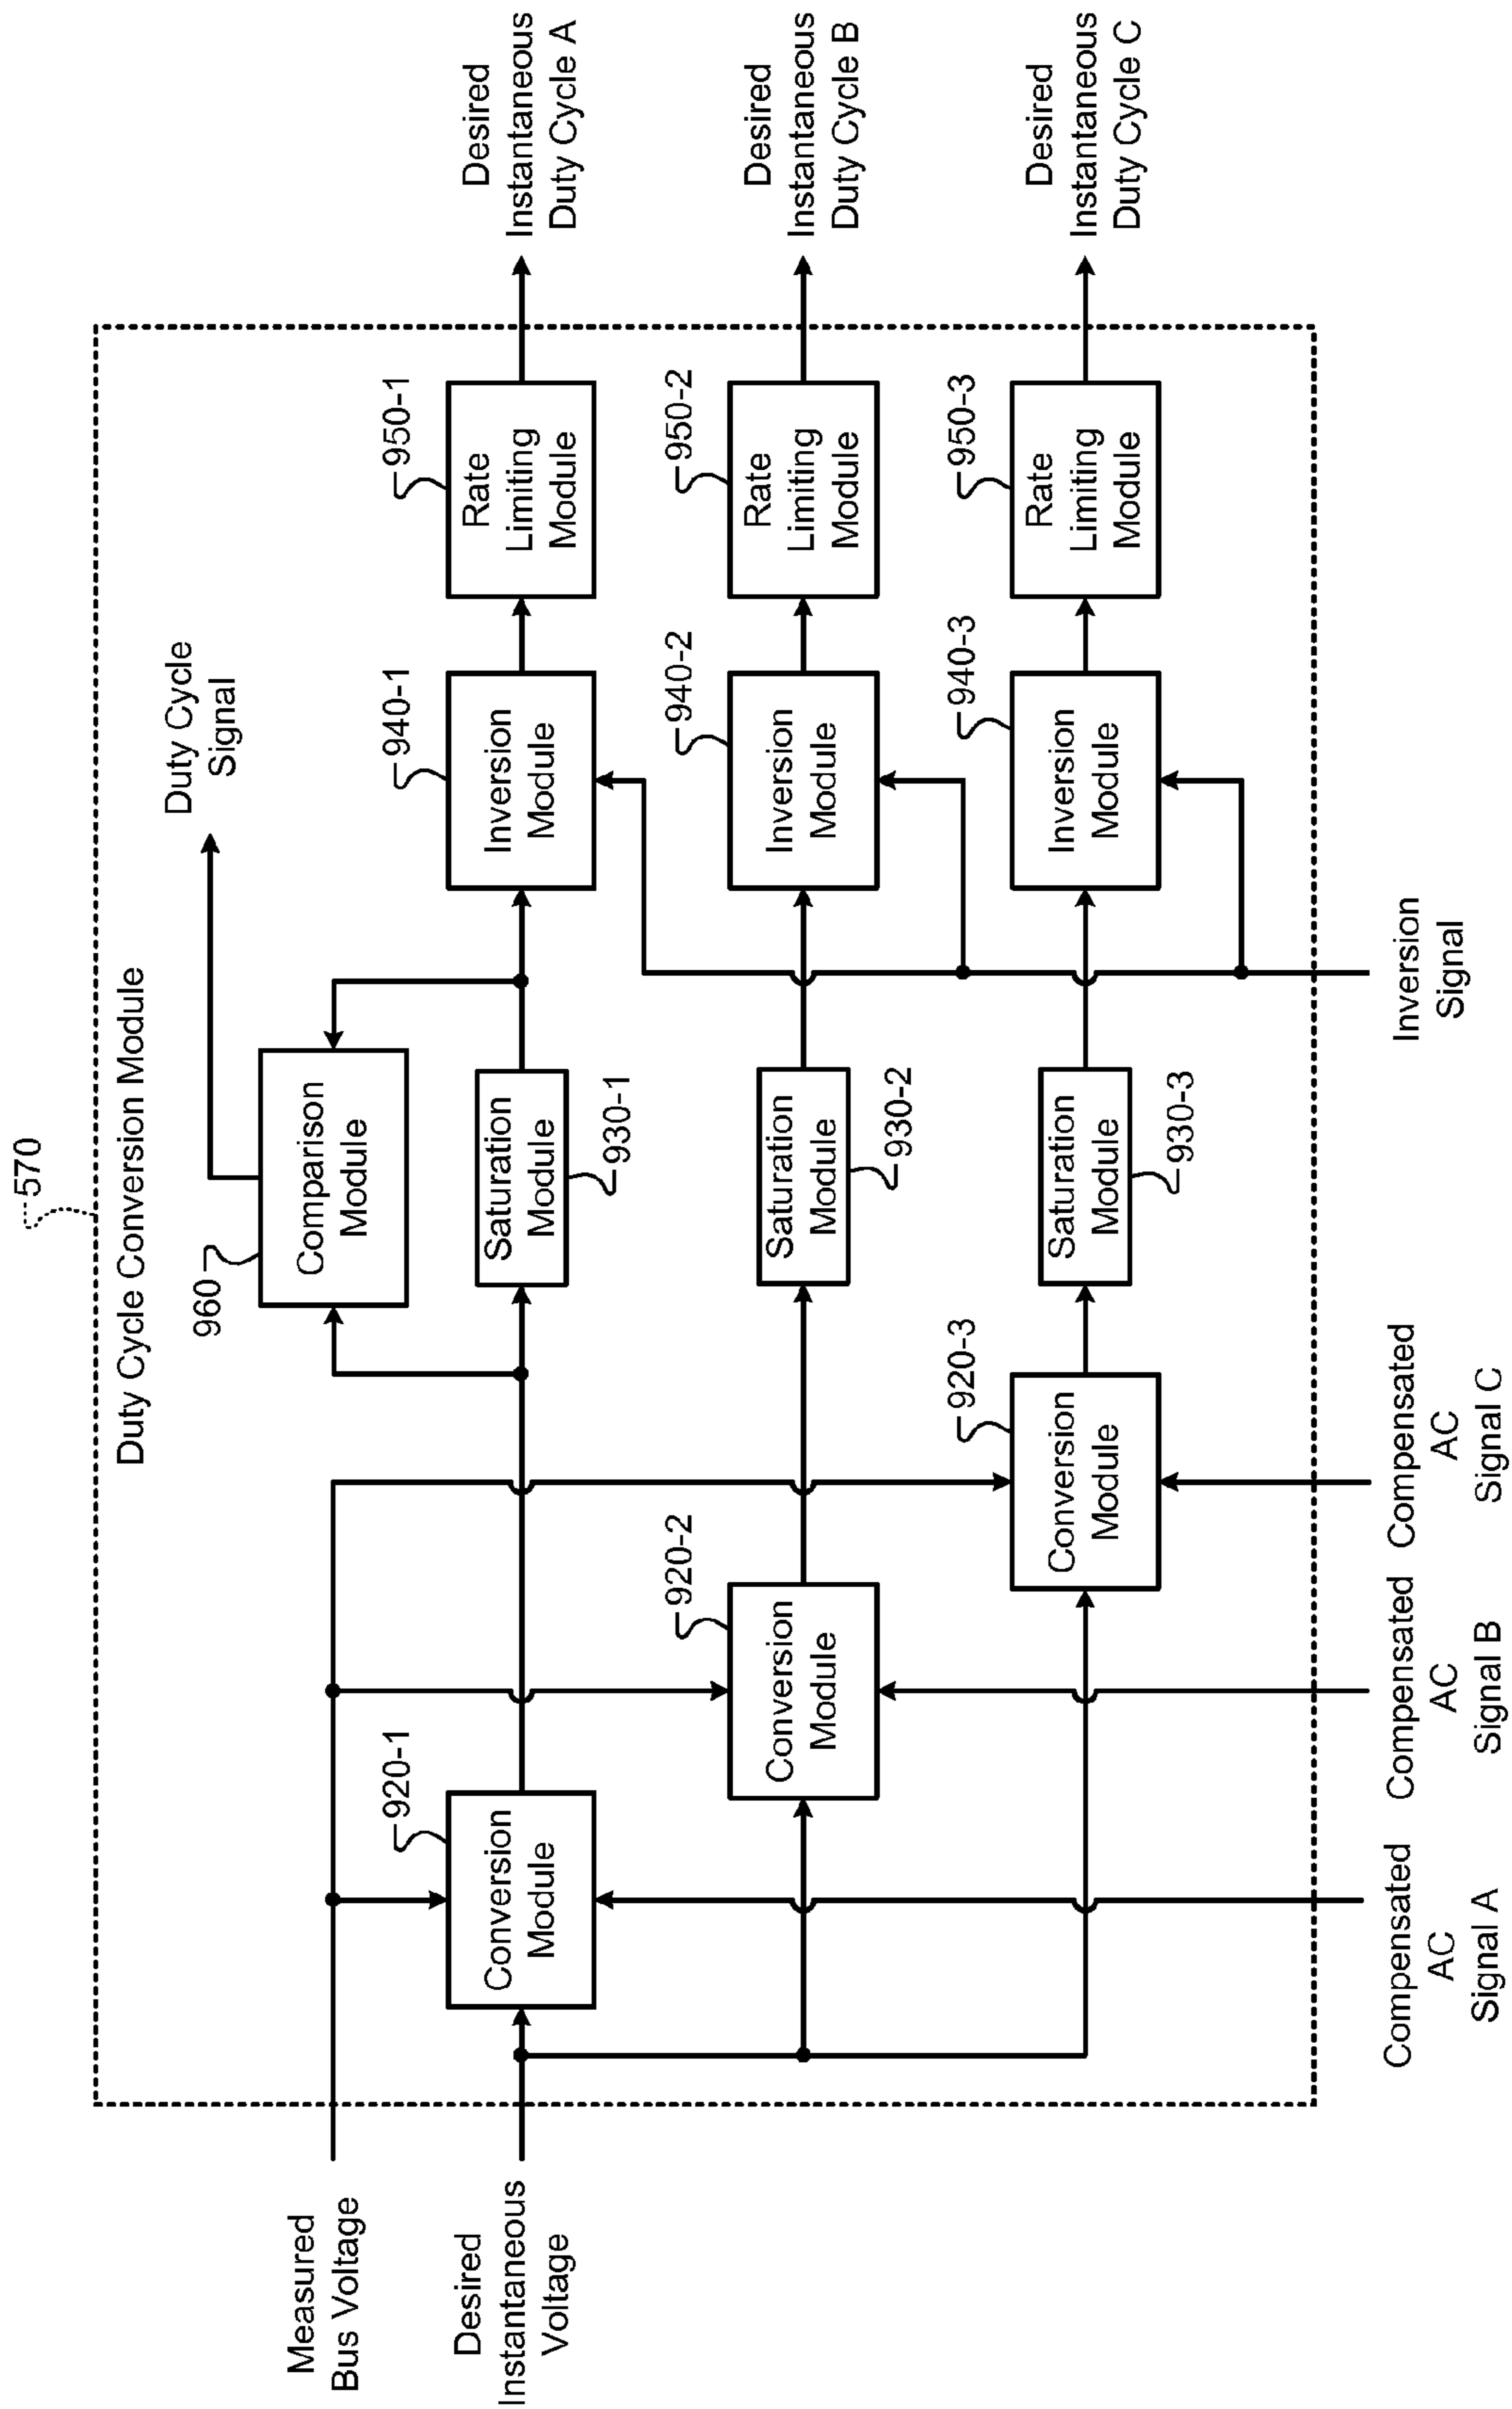 570
Duty Cycle Conversion Module
Measured
Bus Voltage
Desired
Instantaneous
Voltage
960
Comparison
Module
Duty Cycle
Signal
920-1
Conversion
Module
Saturation
Module
930-1
940-1
Inversion
Module
950-1
Rate
Limiting
Module
Desired
Instantaneous
Duty Cycle A
920-2
Conversion
Module
Saturation
Module
930-2
940-2
Inversion
Module
950-2
Rate
Limiting
Module
Desired
Instantaneous
Duty Cycle B
920-3
Conversion
Module
Saturation
Module
930-3
940-3
Inversion
Module
950-3
Rate
Limiting
Module
Desired
Instantaneous
Duty Cycle C
Compensated
AC
Signal A
Compensated
AC
Signal B
Compensated
AC
Signal C
Inversion
Signal